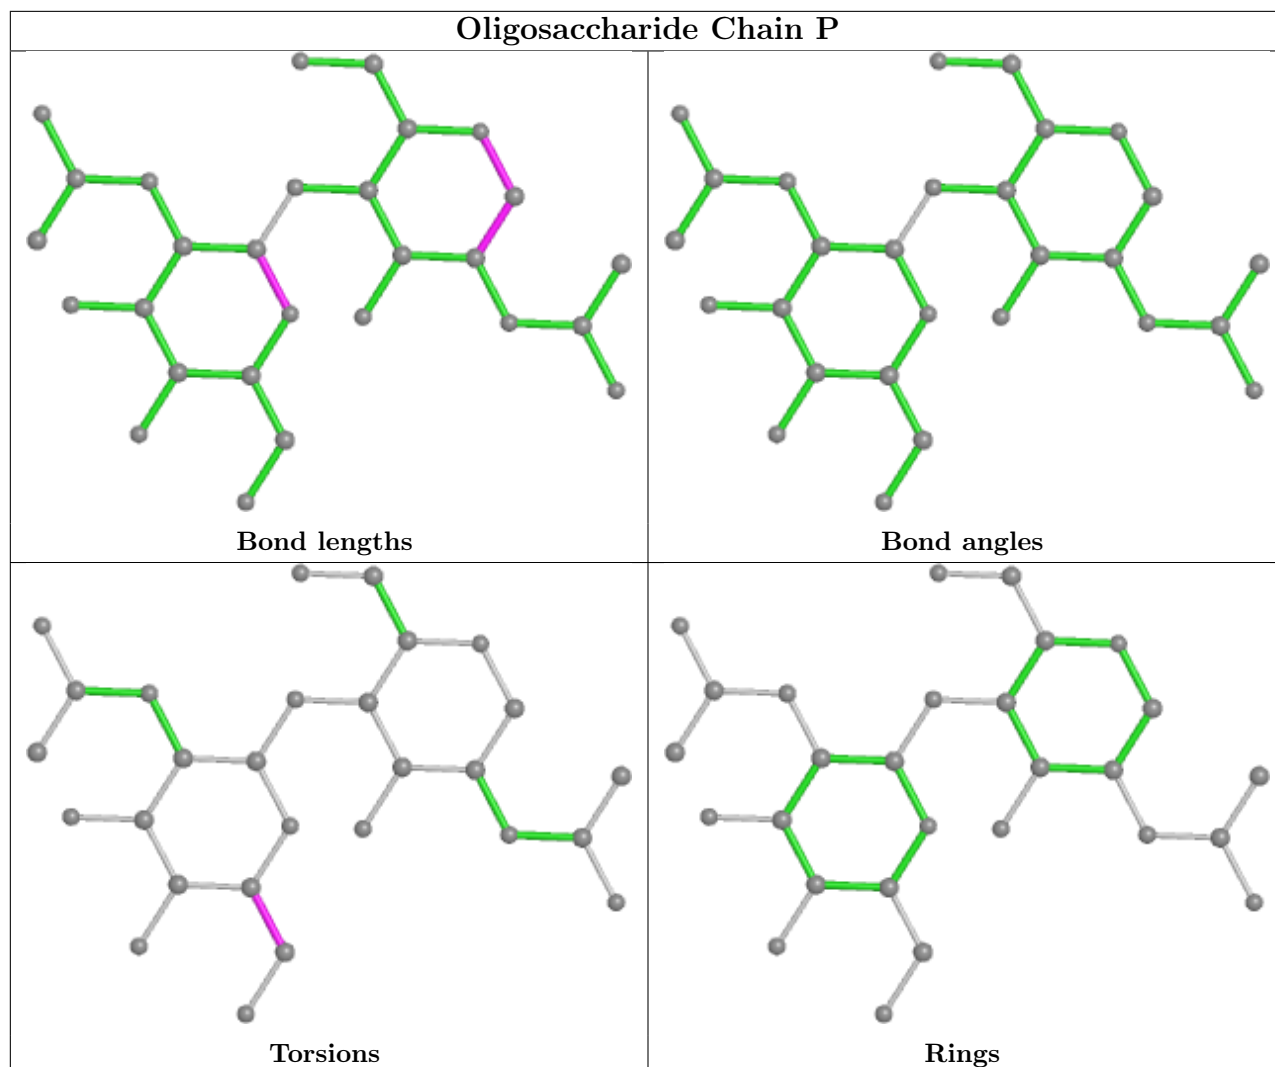 Oligosaccharide Chain P
Bond lengths
Bond angles
Torsions
Rings